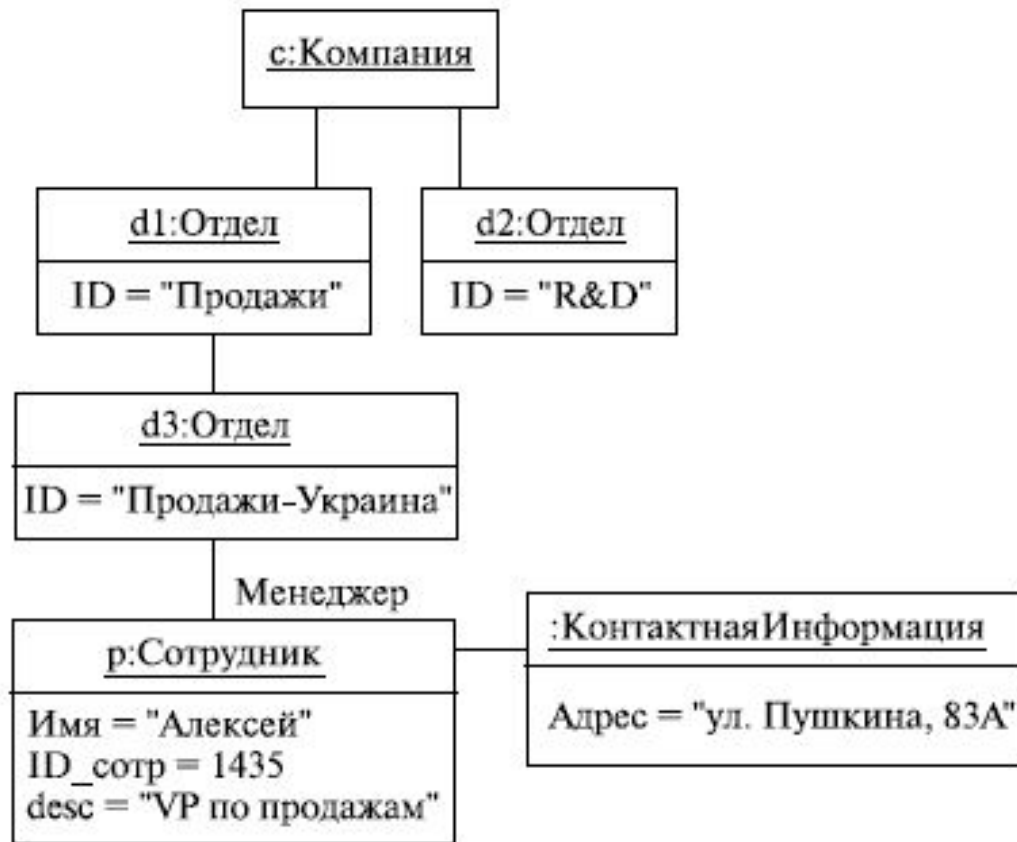 c:Компания
d1:Отдел
ID = "Продажи"
d2:Отдел
ID = "R&D"
d3:Отдел
ID = "Продажи-Украина"
Менеджер
p:Сотрудник
Имя = "Алексей"
ID_сотр = 1435
desc = "VP по продажам"
:КонтактнаяИнформация
Адрес = "ул. Пушкина, 83А"